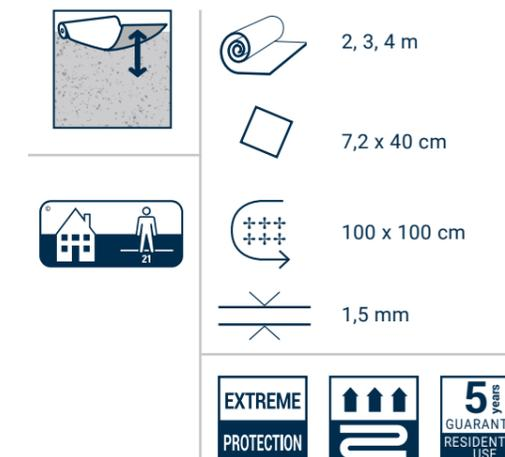 2, 3, 4 m
7,2 x 40 cm
©
21
100 x 100 cm
1,5 mm
EXTREME
PROTECTION
5 years
GUARANT
RESIDENT
USE